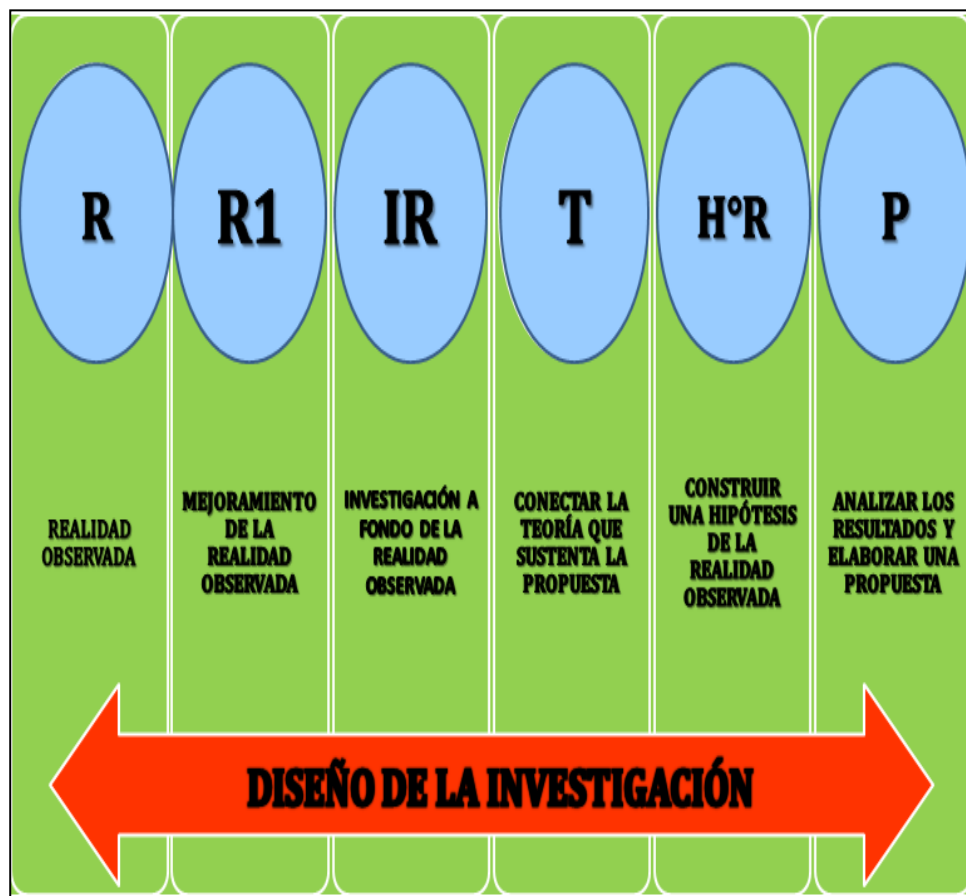 R
R1
IR
T
H°R
P
REALIDAD
OBSERVADA
MEJORAMIENTO
DE LA
REALIDAD
OBSERVADA
INVESTIGACIÓN A
FONDO DE LA
REALIDAD
OBSERVADA
CONECTAR LA
TEORÍA QUE
SUSTENTA LA
PROPUESTA
CONSTRUIR
UNA HIPÓTESIS
DE LA
REALIDAD
OBSERVADA
ANALIZAR LOS
RESULTADOS Y
ELABORAR UNA
PROPUESTA
DISEÑO DE LA INVESTIGACIÓN